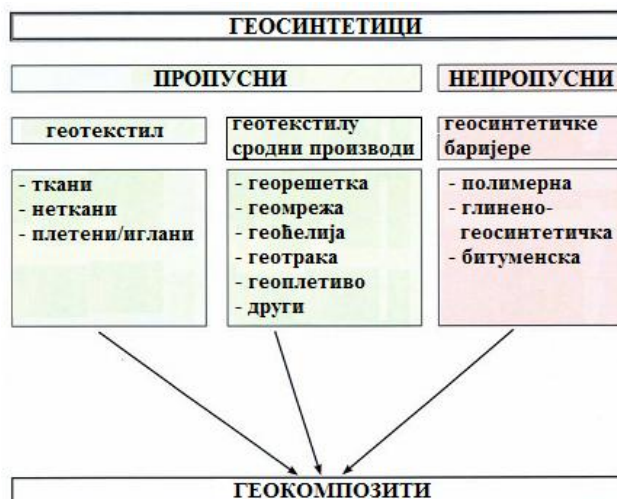 ГЕОСИНТЕТИЦИ
ПРОПУСНИ
НЕПРОПУСНИ
геотекстил
- ткани
- неткани
- плетени/иглани
геотекстилу
сродни производи
- георешетка
- геомрежа
- геоћелија
- геотрака
- геоплетиво
- други
геосинтетичке
баријере
- полимерна
- глинено-
геосинтетичка
- битуменска
ГЕОКОМПОЗИТИ